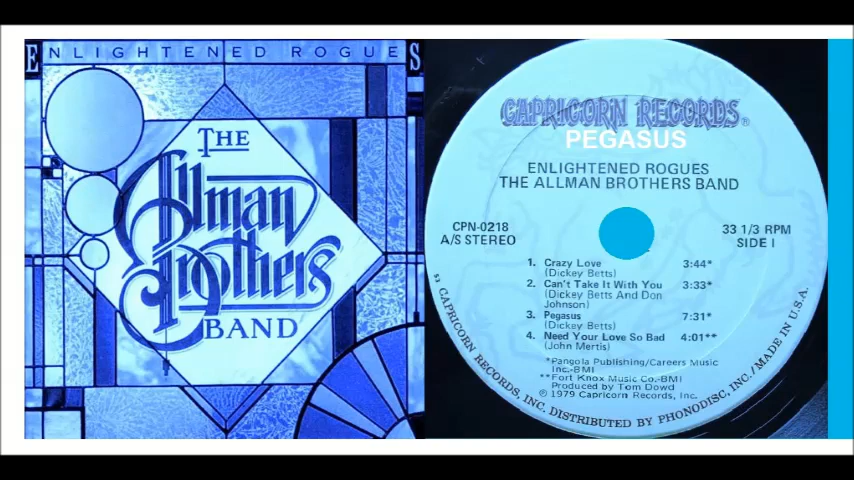 ENLIGHTENED ROGUES
THE
Allman
Brothers
BAND
CAPRICORN RECORDS®
PEGASUS
ENLIGHTENED ROGUES
THE ALLMAN BROTHERS BAND
CPN-0218
A/S STEREO
33 1/3 RPM
SIDE I
1. Crazy Love 3:44*
(Dickey Betts)
2. Can't Take It With You 3:33*
(Dickey Betts And Don
Johnson)
3. Pegasus 7:31*
(Dickey Betts)
4. Need Your Love So Bad 4:01**
(John Mertis)
*Pangola Publishing/Careers Music
Inc.-BMI
**Fort Knox Music Co.-BMI
Produced by Tom Dowd
℗ 1979 Capricorn Records, Inc.
CAPRICORN RECORDS, INC., DISTRIBUTED BY PHONODISC, INC. / MADE IN U.S.A.